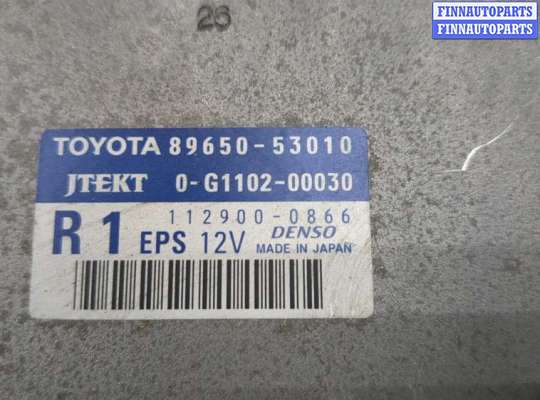 26
FINNAUTOPARTS
FINNAUTOPARTS
TOYOTA 89650-53010
JTEKT 0-G1102-00030
112900-0866
R1 EPS 12V DENSO
MADE IN JAPAN